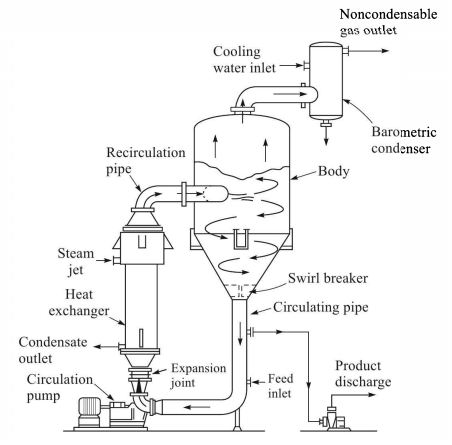 Noncondensable
gas outlet
Cooling
water inlet
Barometric
condenser
Recirculation
pipe
Body
Steam
jet
Swirl breaker
Heat
exchanger
Circulating pipe
Condensate
outlet
Expansion
joint
Product
discharge
Circulation
pump
Feed
inlet